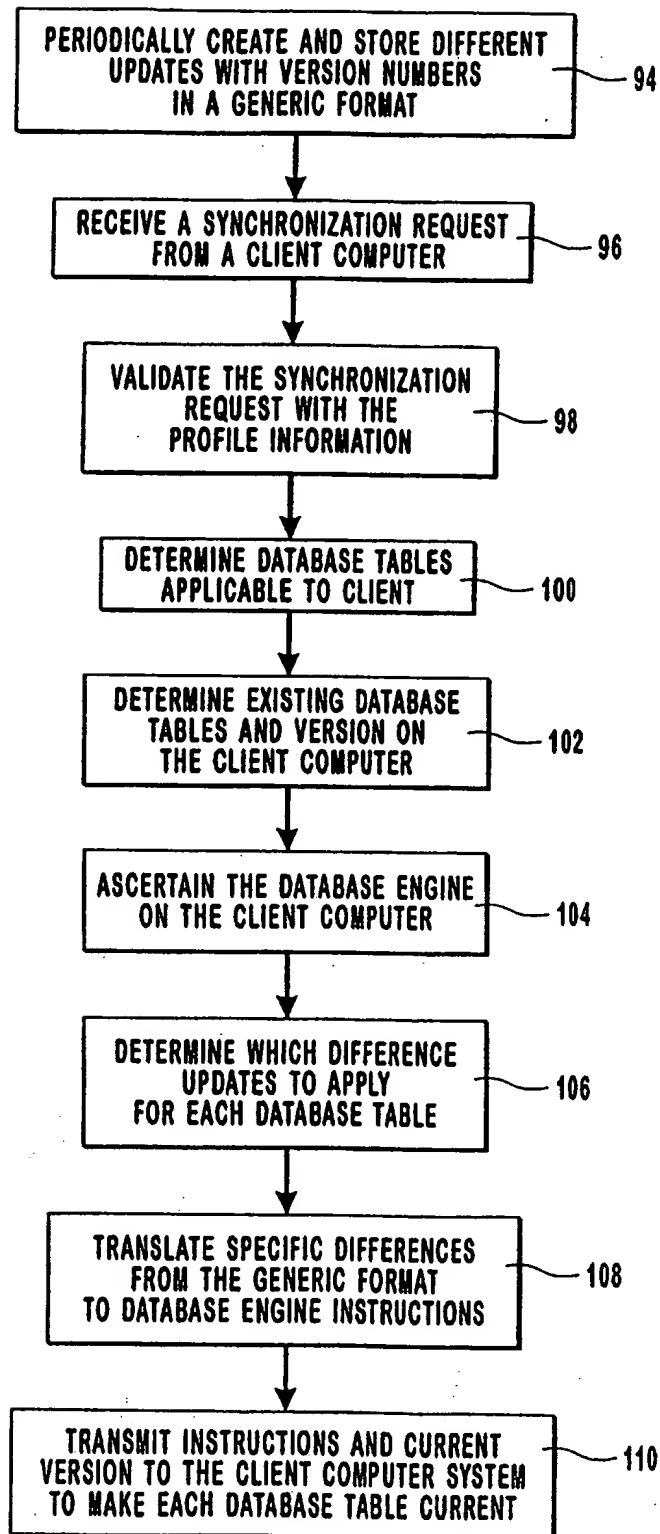 PERIODICALLY CREATE AND STORE DIFFERENT
UPDATES WITH VERSION NUMBERS
IN A GENERIC FORMAT
94
RECEIVE A SYNCHRONIZATION REQUEST
FROM A CLIENT COMPUTER
96
VALIDATE THE SYNCHRONIZATION
REQUEST WITH THE
PROFILE INFORMATION
98
DETERMINE DATABASE TABLES
APPLICABLE TO CLIENT
100
DETERMINE EXISTING DATABASE
TABLES AND VERSION ON
THE CLIENT COMPUTER
102
ASCERTAIN THE DATABASE ENGINE
ON THE CLIENT COMPUTER
104
DETERMINE WHICH DIFFERENCE
UPDATES TO APPLY
FOR EACH DATABASE TABLE
106
TRANSLATE SPECIFIC DIFFERENCES
FROM THE GENERIC FORMAT
TO DATABASE ENGINE INSTRUCTIONS
108
TRANSMIT INSTRUCTIONS AND CURRENT
VERSION TO THE CLIENT COMPUTER SYSTEM
TO MAKE EACH DATABASE TABLE CURRENT
110